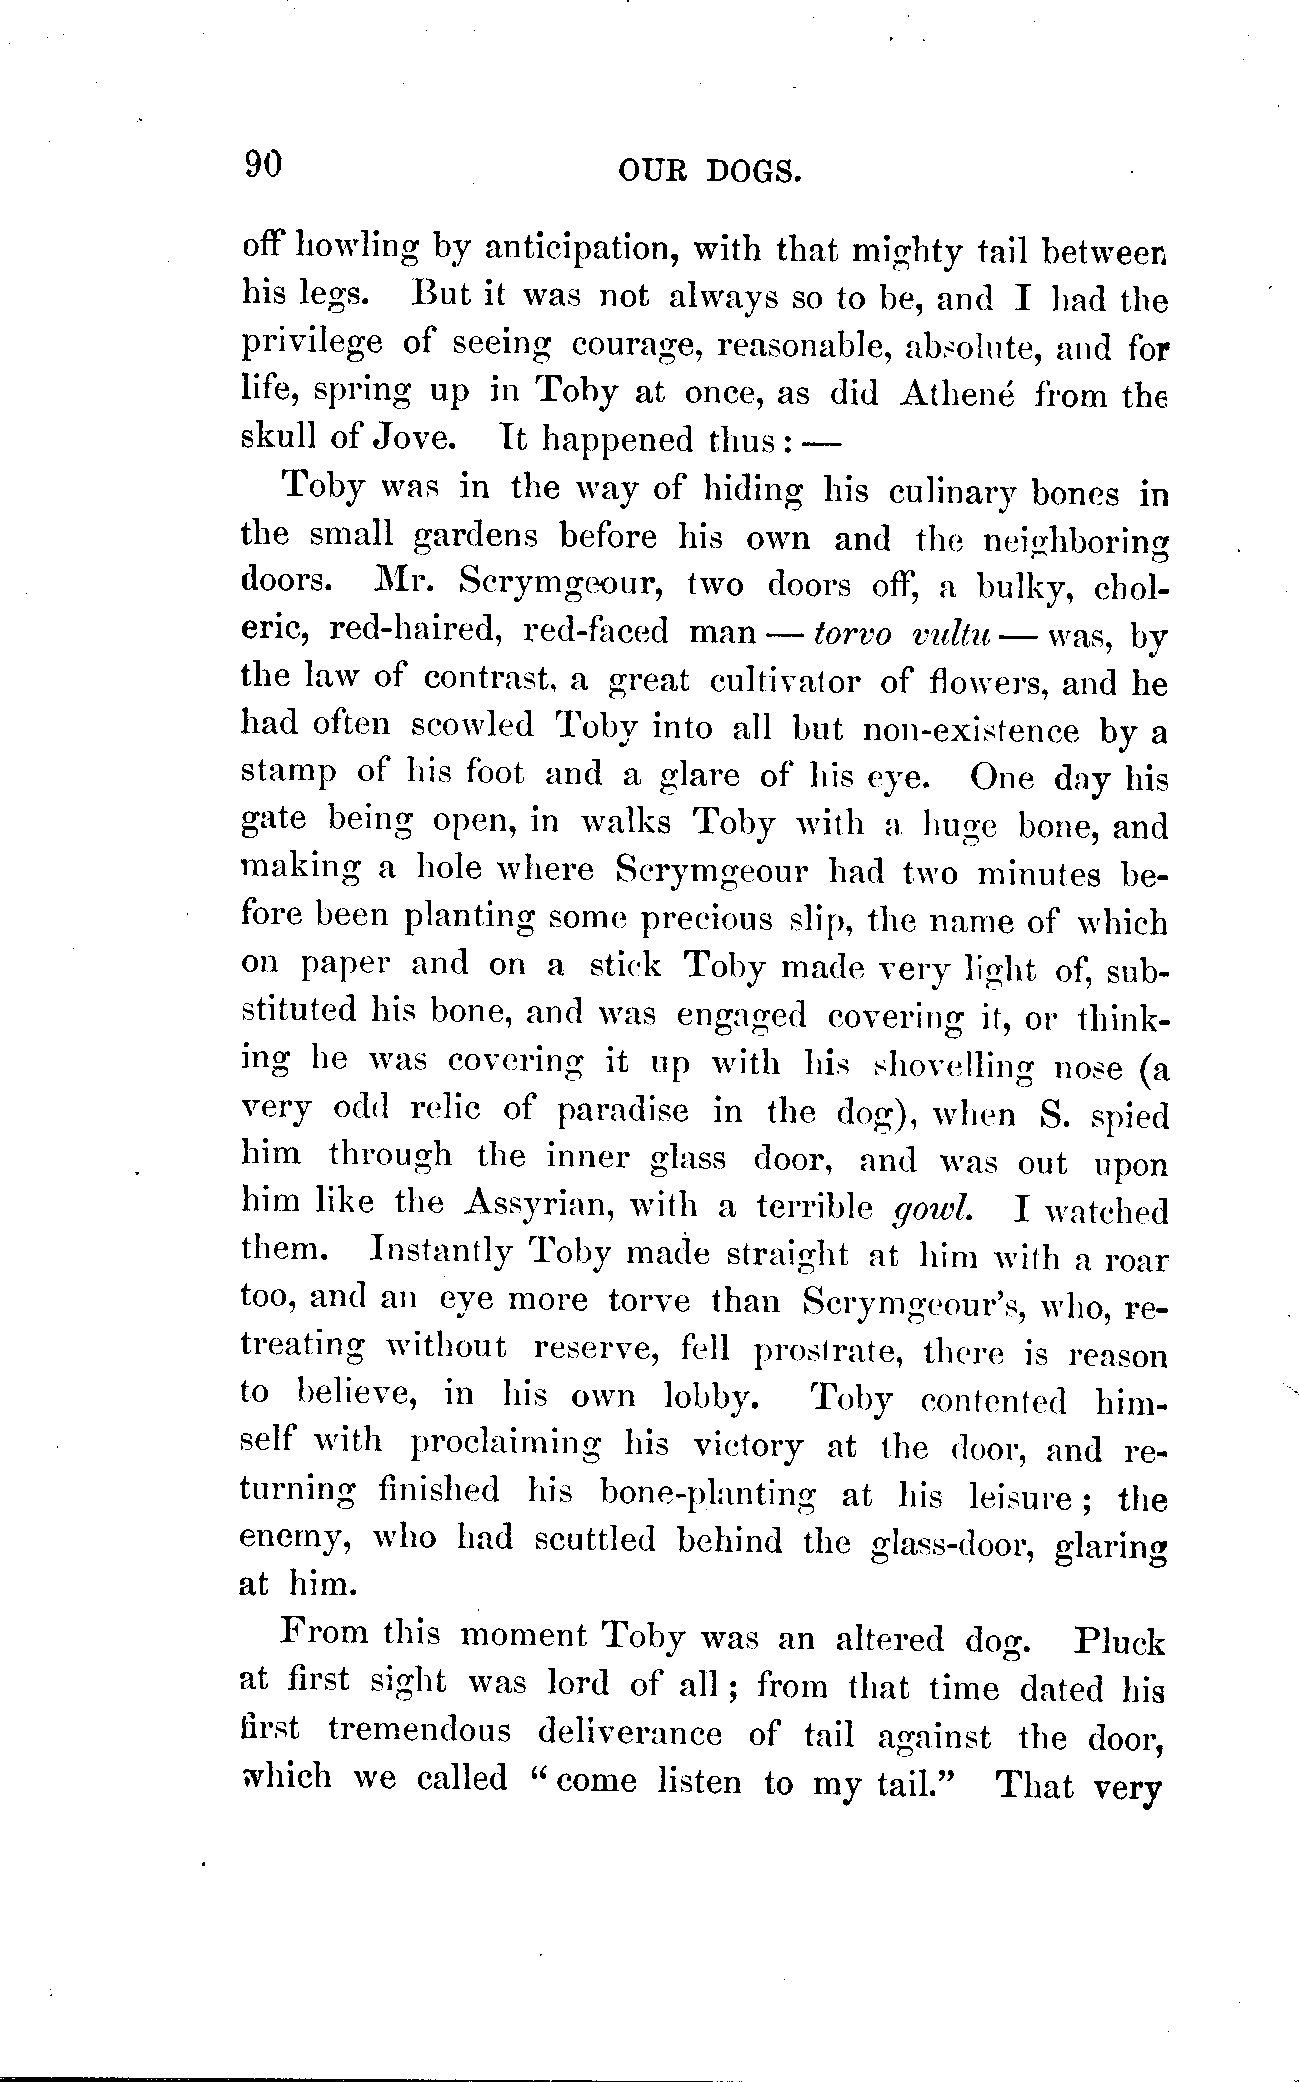 90 OUR DOGS.
off howling by anticipation, with that mighty tail between
his legs. But it was not always so to be, and I had the
privilege of seeing courage, reasonable, absolute, and for
life, spring up in Toby at once, as did Athené from the
skull of Jove. It happened thus: —
Toby was in the way of hiding his culinary bones in
the small gardens before his own and the neighboring
doors. Mr. Scrymgeour, two doors off, a bulky, chol-
eric, red-haired, red-faced man — torvo vultu — was, by
the law of contrast, a great cultivator of flowers, and he
had often scowled Toby into all but non-existence by a
stamp of his foot and a glare of his eye. One day his
gate being open, in walks Toby with a huge bone, and
making a hole where Scrymgeour had two minutes be-
fore been planting some precious slip, the name of which
on paper and on a stick Toby made very light of, sub-
stituted his bone, and was engaged covering it, or think-
ing he was covering it up with his shovelling nose (a
very odd relic of paradise in the dog), when S. spied
him through the inner glass door, and was out upon
him like the Assyrian, with a terrible gowl. I watched
them. Instantly Toby made straight at him with a roar
too, and an eye more torve than Scrymgeour's, who, re-
treating without reserve, fell prostrate, there is reason
to believe, in his own lobby. Toby contented him-
self with proclaiming his victory at the door, and re-
turning finished his bone-planting at his leisure; the
enemy, who had scuttled behind the glass-door, glaring
at him.
From this moment Toby was an altered dog. Pluck
at first sight was lord of all; from that time dated his
first tremendous deliverance of tail against the door,
which we called "come listen to my tail." That very